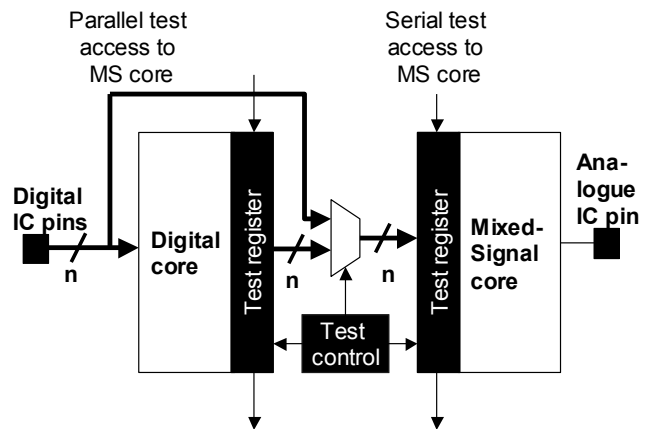 Parallel test
access to
MS core
Serial test
access to
MS core
Digital
IC pins
n
Digital
core
Test register
n
n
Test
control
Test register
Mixed-
Signal
core
Ana-
logue
IC pin